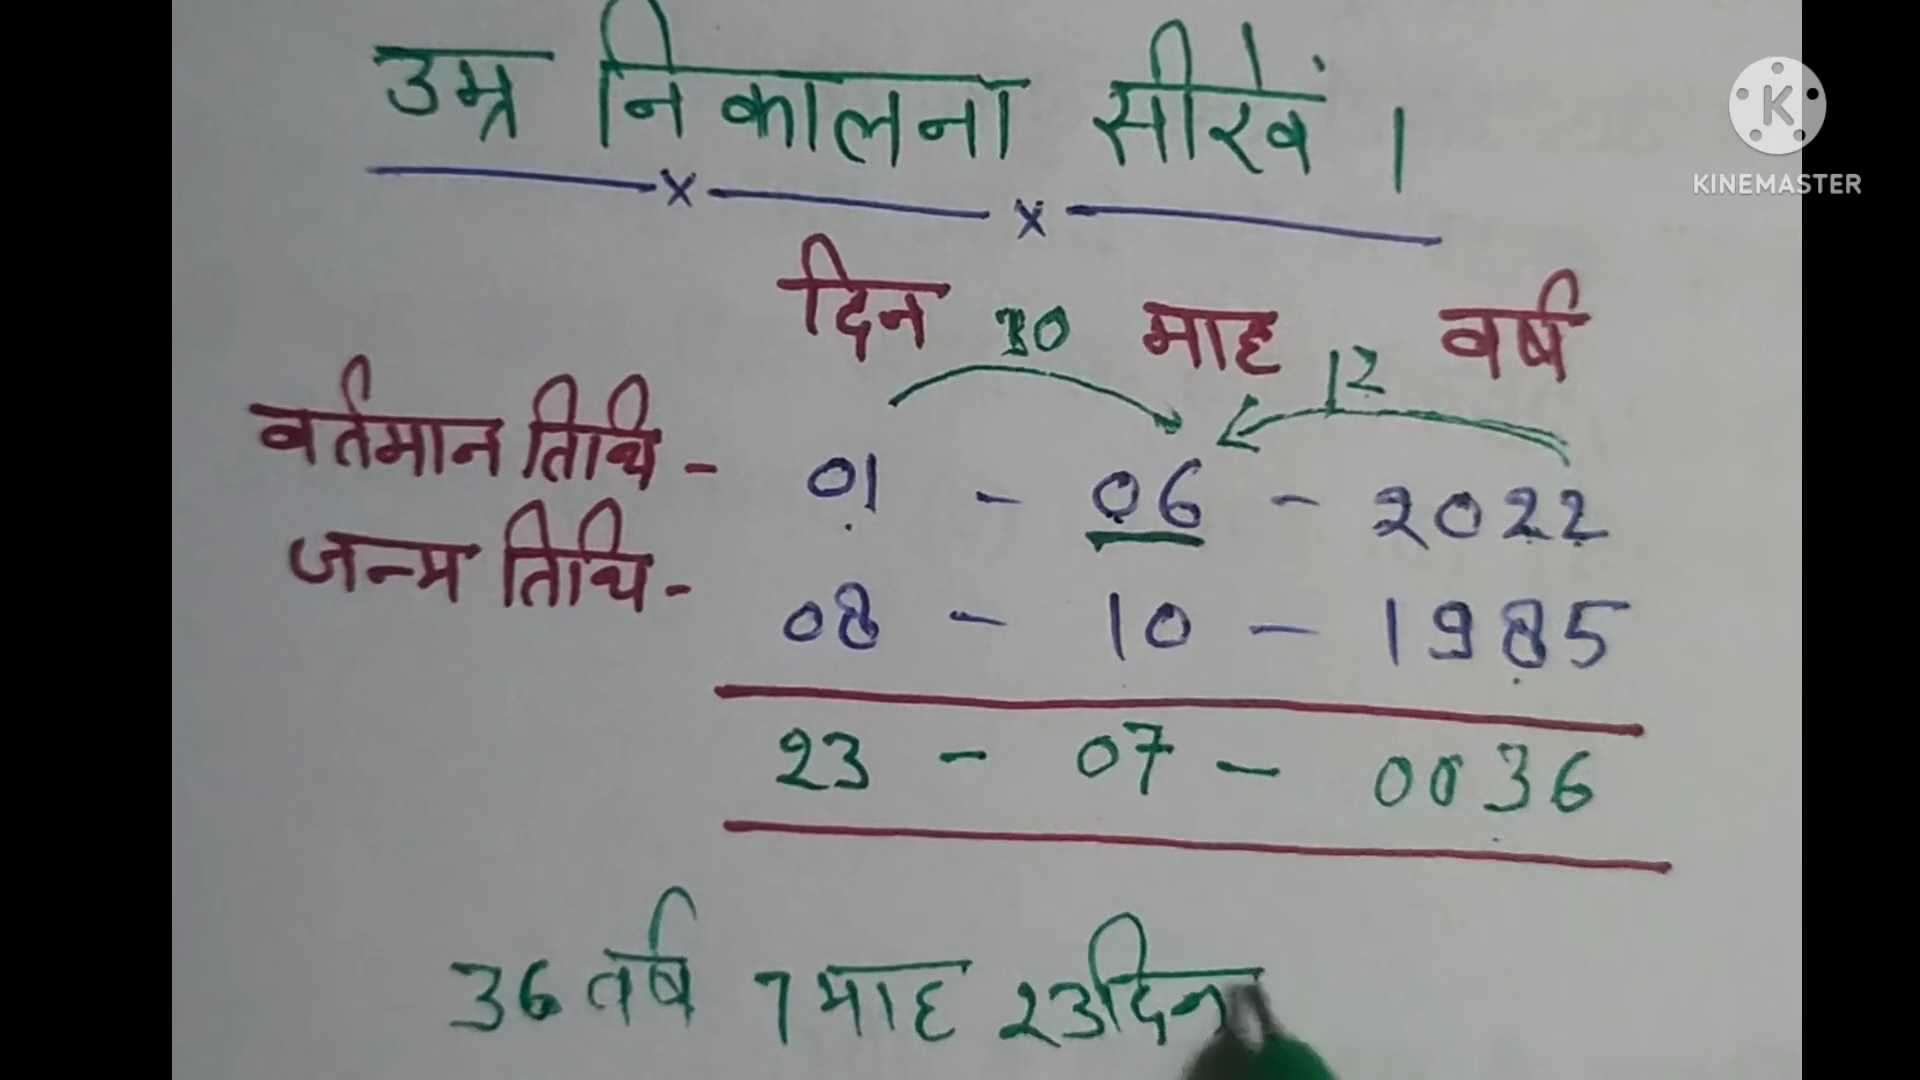 उम्र निकालना सीखें ।
x x
K
KINEMASTER
दिन 30 माह 12 वर्ष
वर्तमान तिथि - 01 - 06 - 2022
जन्म तिथि - 08 - 10 - 1985
23 - 07 - 0036
36 वर्ष 7 माह 23 दिन